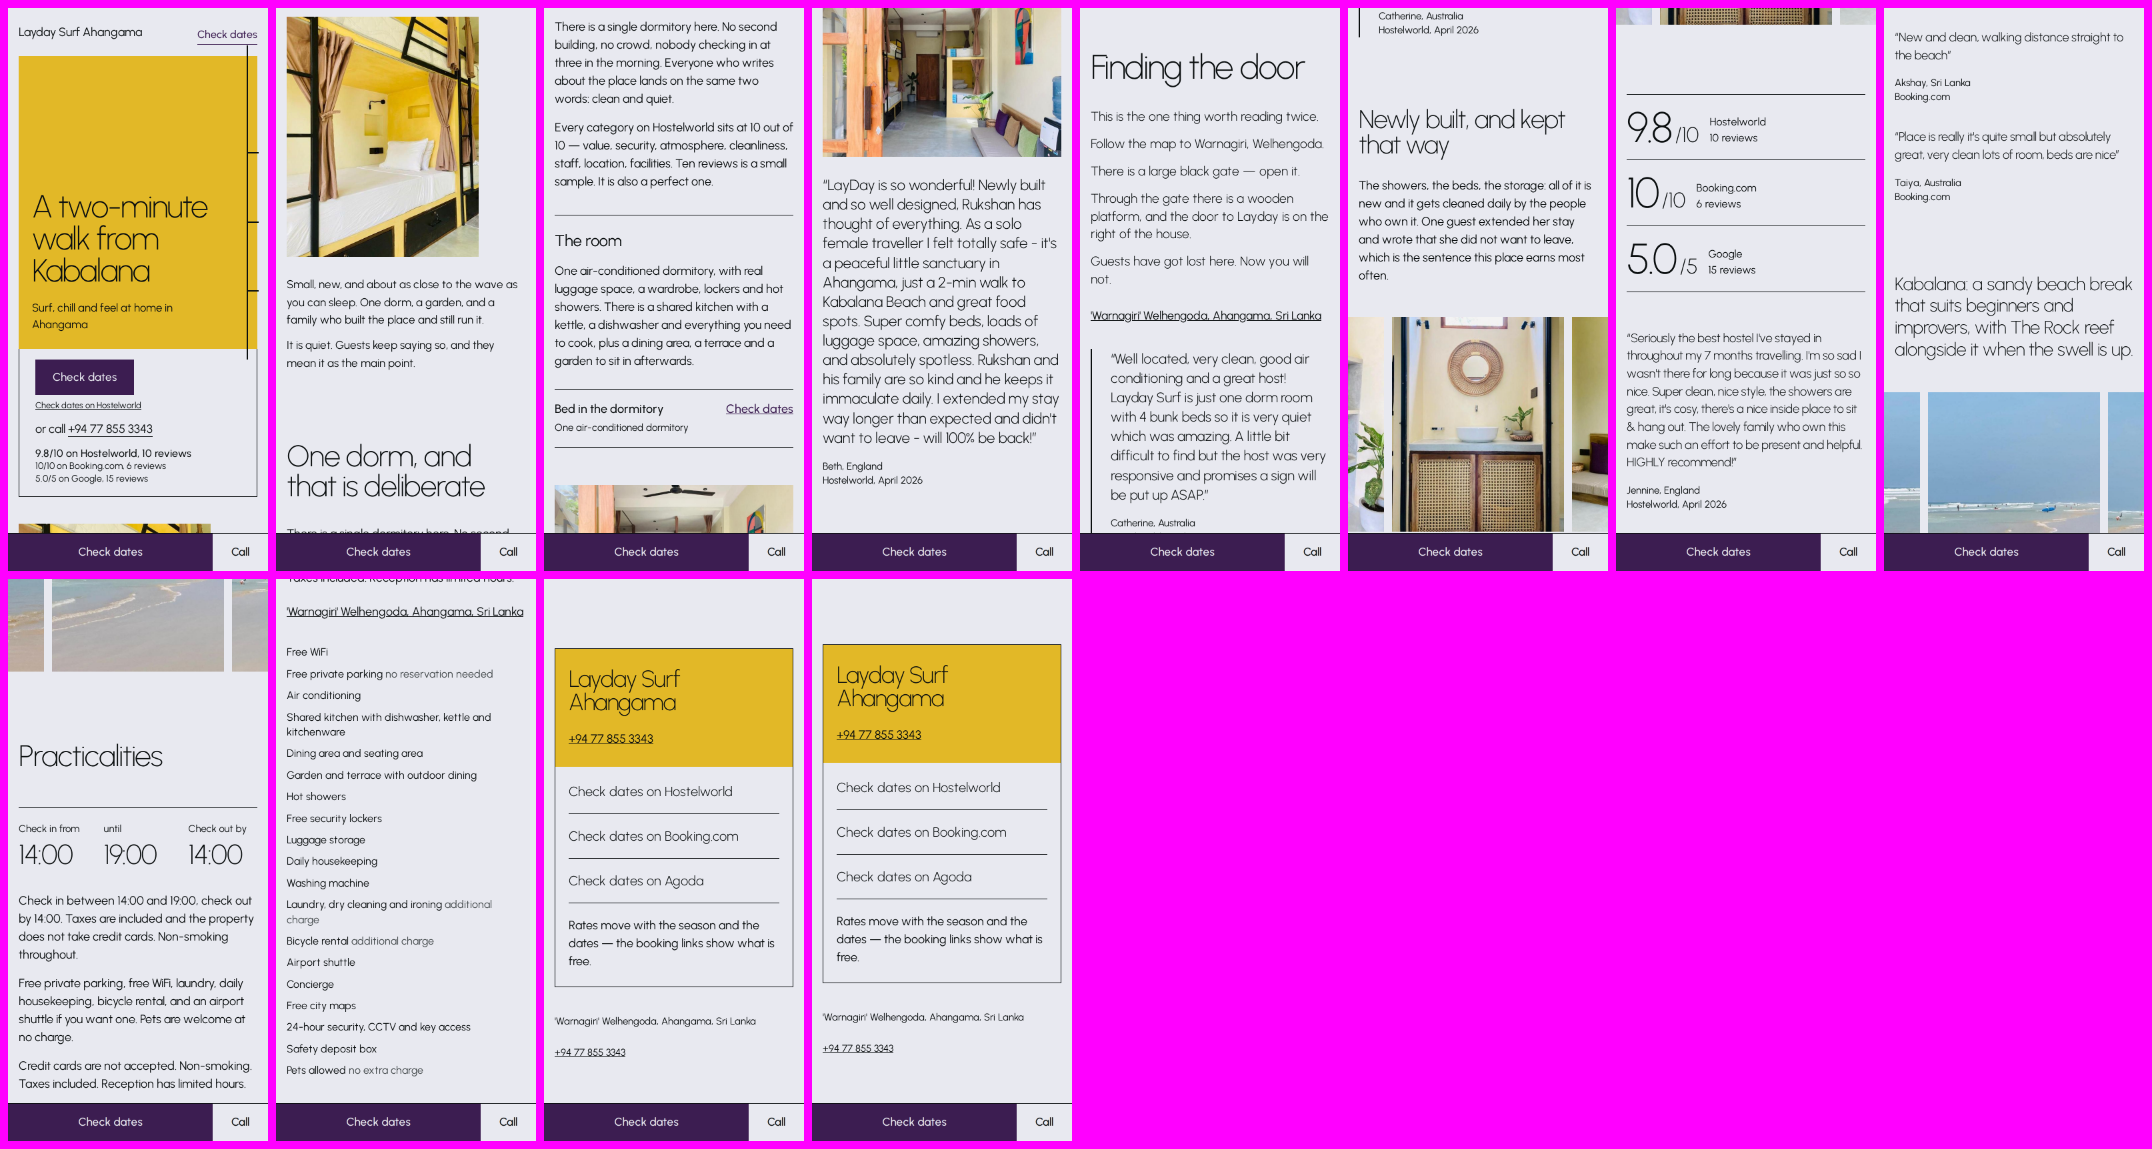 Layday Surf Ahangama
Check dates
A two-minute
walk from
Kabalana
Surf, chill and feel at home in
Ahangama
Check dates
Check dates on Hostelworld
or call +94 77 855 3343
9.8/10 on Hostelworld, 10 reviews
10/10 on Booking.com, 6 reviews
5.0/5 on Google, 15 reviews
Check dates
Call
Small, new, and about as close to the wave as
you can sleep. One dorm, a garden, and a
family who built the place and still run it.
It is quiet. Guests keep saying so, and they
mean it as the main point.
One dorm, and
that is deliberate
There is a single dormitory here. No second
Check dates
Call
There is a single dormitory here. No second
building, no crowd, nobody checking in at
three in the morning. Everyone who writes
about the place lands on the same two
words: clean and quiet.
Every category on Hostelworld sits at 10 out of
10 — value, security, atmosphere, cleanliness,
staff, location, facilities. Ten reviews is a small
sample. It is also a perfect one.
The room
One air-conditioned dormitory, with real
luggage space, a wardrobe, lockers and hot
showers. There is a shared kitchen with a
kettle, a dishwasher and everything you need
to cook, plus a dining area, a terrace and a
garden to sit in afterwards.
Bed in the dormitory
Check dates
One air-conditioned dormitory
Check dates
Call
“LayDay is so wonderful! Newly built
and so well designed, Rukshan has
thought of everything. As a solo
female traveller I felt totally safe - it's
a peaceful little sanctuary in
Ahangama, just a 2-min walk to
Kabalana Beach and great food
spots. Super comfy beds, loads of
luggage space, amazing showers,
and absolutely spotless. Rukshan and
his family are so kind and he keeps it
immaculate daily. I extended my stay
way longer than expected and didn't
want to leave - will 100% be back!”
Beth, England
Hostelworld, April 2026
Check dates
Call
Finding the door
This is the one thing worth reading twice.
Follow the map to Warnagiri, Welhengoda.
There is a large black gate — open it.
Through the gate there is a wooden
platform, and the door to Layday is on the
right of the house.
Guests have got lost here. Now you will
not.
'Warnagiri' Welhengoda, Ahangama, Sri Lanka
“Well located, very clean, good air
conditioning and a great host!
Layday Surf is just one dorm room
with 4 bunk beds so it is very quiet
which was amazing. A little bit
difficult to find but the host was very
responsive and promises a sign will
be put up ASAP.”
Catherine, Australia
Check dates
Call
Catherine, Australia
Hostelworld, April 2026
Newly built, and kept
that way
The showers, the beds, the storage: all of it is
new and it gets cleaned daily by the people
who own it. One guest extended her stay
and wrote that she did not want to leave,
which is the sentence this place earns most
often.
Check dates
Call
9.8/10
Hostelworld
10 reviews
10/10
Booking.com
6 reviews
5.0/5
Google
15 reviews
“Seriously the best hostel I've stayed in
throughout my 7 months travelling. I'm so sad I
wasn't there for long because it was just so so
nice. Super clean, nice style, the showers are
great, it's cosy, there's a nice inside place to sit
& hang out. The lovely family who own this
make such an effort to be present and helpful.
HIGHLY recommend!”
Jennine, England
Hostelworld, April 2026
Check dates
Call
“New and clean, walking distance straight to
the beach”
Akshay, Sri Lanka
Booking.com
“Place is really it's quite small but absolutely
great, very clean lots of room, beds are nice”
Taiya, Australia
Booking.com
Kabalana: a sandy beach break
that suits beginners and
improvers, with The Rock reef
alongside it when the swell is up.
Check dates
Call
Practicalities
Check in from
until
Check out by
14:00
19:00
14:00
Check in between 14:00 and 19:00, check out
by 14:00. Taxes are included and the property
does not take credit cards. Non-smoking
throughout.
Free private parking, free WiFi, laundry, daily
housekeeping, bicycle rental, and an airport
shuttle if you want one. Pets are welcome at
no charge.
Credit cards are not accepted. Non-smoking.
Taxes included. Reception has limited hours.
Check dates
Call
Taxes included. Reception has limited hours.
'Warnagiri' Welhengoda, Ahangama, Sri Lanka
Free WiFi
Free private parking no reservation needed
Air conditioning
Shared kitchen with dishwasher, kettle and
kitchenware
Dining area and seating area
Garden and terrace with outdoor dining
Hot showers
Free security lockers
Luggage storage
Daily housekeeping
Washing machine
Laundry, dry cleaning and ironing additional
charge
Bicycle rental additional charge
Airport shuttle
Concierge
Free city maps
24-hour security, CCTV and key access
Safety deposit box
Pets allowed no extra charge
Check dates
Call
Layday Surf
Ahangama
+94 77 855 3343
Check dates on Hostelworld
Check dates on Booking.com
Check dates on Agoda
Rates move with the season and the
dates — the booking links show what is
free.
'Warnagiri' Welhengoda, Ahangama, Sri Lanka
+94 77 855 3343
Check dates
Call
Layday Surf
Ahangama
+94 77 855 3343
Check dates on Hostelworld
Check dates on Booking.com
Check dates on Agoda
Rates move with the season and the
dates — the booking links show what is
free.
'Warnagiri' Welhengoda, Ahangama, Sri Lanka
+94 77 855 3343
Check dates
Call